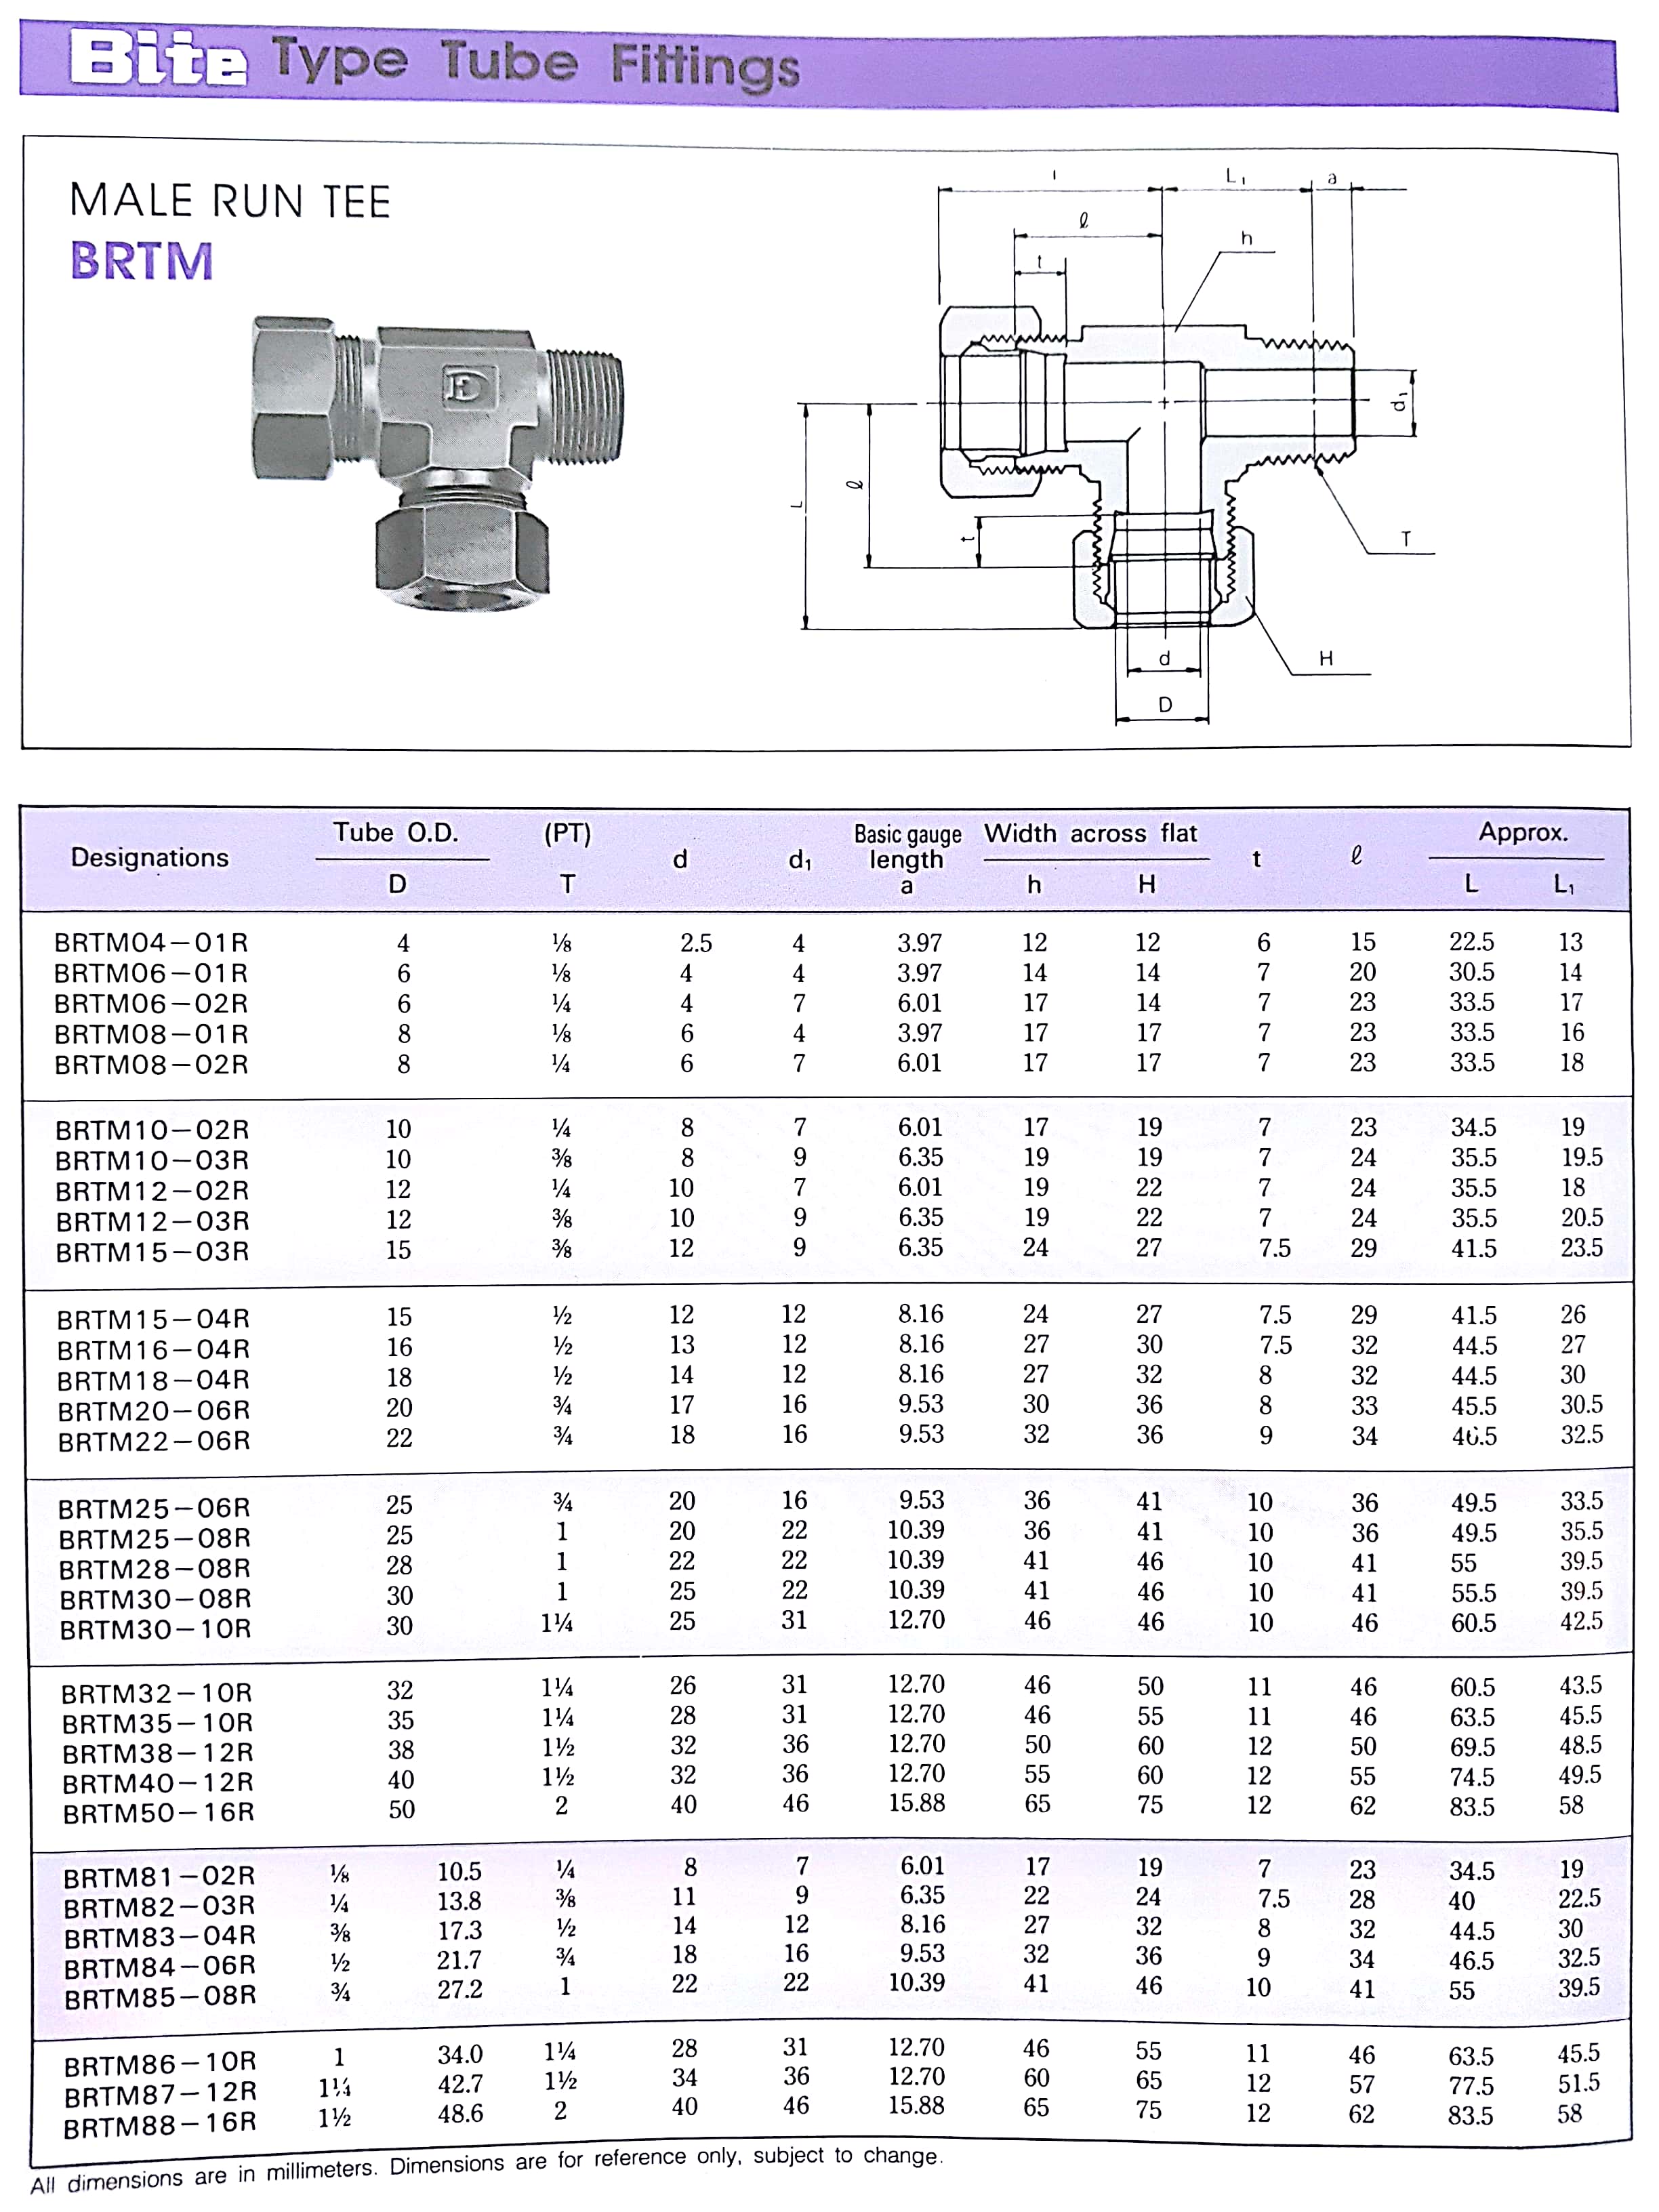 Bite Type Tube Fittings
MALE RUN TEE
BRTM
l L₁ a
ℓ
h
t
d₁
ℓ
L
t
T
d
H
D
Designations Tube O.D. D (PT) T d d₁ Basic gauge length a Width across flat h H t ℓ Approx. L L₁
BRTM04-01R 4 ⅛ 2.5 4 3.97 12 12 6 15 22.5 13
BRTM06-01R 6 ⅛ 4 4 3.97 14 14 7 20 30.5 14
BRTM06-02R 6 ¼ 4 7 6.01 17 14 7 23 33.5 17
BRTM08-01R 8 ⅛ 6 4 3.97 17 17 7 23 33.5 16
BRTM08-02R 8 ¼ 6 7 6.01 17 17 7 23 33.5 18
BRTM10-02R 10 ¼ 8 7 6.01 17 19 7 23 34.5 19
BRTM10-03R 10 ⅜ 8 9 6.35 19 19 7 24 35.5 19.5
BRTM12-02R 12 ¼ 10 7 6.01 19 22 7 24 35.5 18
BRTM12-03R 12 ⅜ 10 9 6.35 19 22 7 24 35.5 20.5
BRTM15-03R 15 ⅜ 12 9 6.35 24 27 7.5 29 41.5 23.5
BRTM15-04R 15 ½ 12 12 8.16 24 27 7.5 29 41.5 26
BRTM16-04R 16 ½ 13 12 8.16 27 30 7.5 32 44.5 27
BRTM18-04R 18 ½ 14 12 8.16 27 32 8 32 44.5 30
BRTM20-06R 20 ¾ 17 16 9.53 30 36 8 33 45.5 30.5
BRTM22-06R 22 ¾ 18 16 9.53 32 36 9 34 46.5 32.5
BRTM25-06R 25 ¾ 20 16 9.53 36 41 10 36 49.5 33.5
BRTM25-08R 25 1 20 22 10.39 36 41 10 36 49.5 35.5
BRTM28-08R 28 1 22 22 10.39 41 46 10 41 55 39.5
BRTM30-08R 30 1 25 22 10.39 41 46 10 41 55.5 39.5
BRTM30-10R 30 1¼ 25 31 12.70 46 46 10 46 60.5 42.5
BRTM32-10R 32 1¼ 26 31 12.70 46 50 11 46 60.5 43.5
BRTM35-10R 35 1¼ 28 31 12.70 46 55 11 46 63.5 45.5
BRTM38-12R 38 1½ 32 36 12.70 50 60 12 50 69.5 48.5
BRTM40-12R 40 1½ 32 36 12.70 55 60 12 55 74.5 49.5
BRTM50-16R 50 2 40 46 15.88 65 75 12 62 83.5 58
BRTM81-02R ⅛ 10.5 ¼ 8 7 6.01 17 19 7 23 34.5 19
BRTM82-03R ¼ 13.8 ⅜ 11 9 6.35 22 24 7.5 28 40 22.5
BRTM83-04R ⅜ 17.3 ½ 14 12 8.16 27 32 8 32 44.5 30
BRTM84-06R ½ 21.7 ¾ 18 16 9.53 32 36 9 34 46.5 32.5
BRTM85-08R ¾ 27.2 1 22 22 10.39 41 46 10 41 55 39.5
BRTM86-10R 1 34.0 1¼ 28 31 12.70 46 55 11 46 63.5 45.5
BRTM87-12R 1¼ 42.7 1½ 34 36 12.70 60 65 12 57 77.5 51.5
BRTM88-16R 1½ 48.6 2 40 46 15.88 65 75 12 62 83.5 58
All dimensions are in millimeters. Dimensions are for reference only, subject to change.